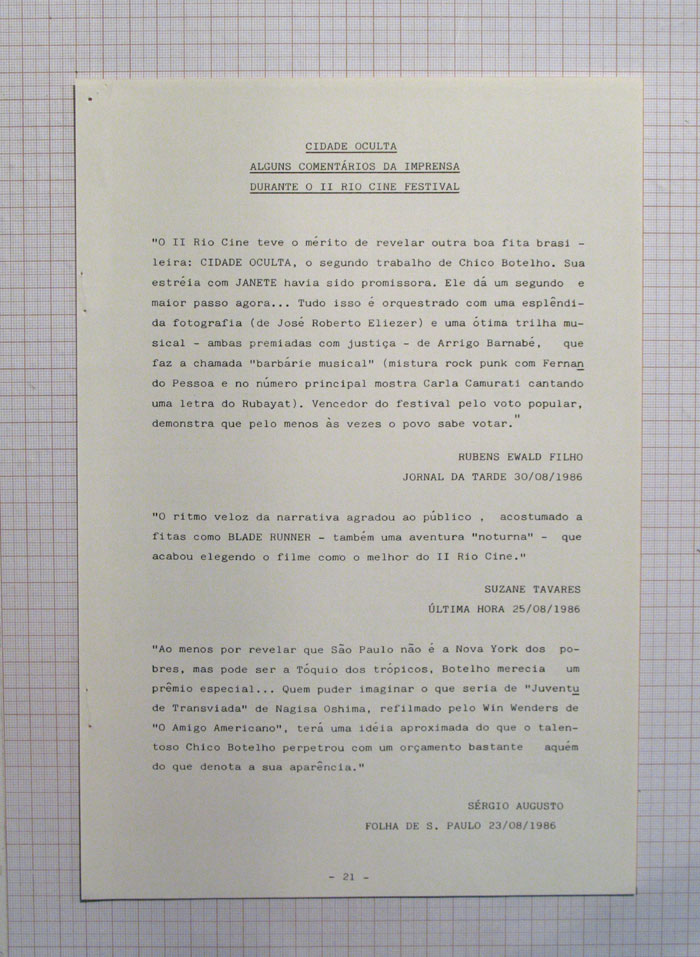 CIDADE OCULTA
ALGUNS COMENTÁRIOS DA IMPRENSA
DURANTE O II RIO CINE FESTIVAL
"O II Rio Cine teve o mérito de revelar outra boa fita brasi -
leira: CIDADE OCULTA, o segundo trabalho de Chico Botelho. Sua
estréia com JANETE havia sido promissora. Ele dá um segundo e
maior passo agora... Tudo isso é orquestrado com uma esplêndi-
da fotografia (de José Roberto Eliezer) e uma ótima trilha mu-
sical - ambas premiadas com justiça - de Arrigo Barnabé, que
faz a chamada "barbárie musical" (mistura rock punk com Fernan
do Pessoa e no número principal mostra Carla Camurati cantando
uma letra do Rubayat). Vencedor do festival pelo voto popular,
demonstra que pelo menos às vezes o povo sabe votar."
RUBENS EWALD FILHO
JORNAL DA TARDE 30/08/1986
"O ritmo veloz da narrativa agradou ao público , acostumado a
fitas como BLADE RUNNER - também uma aventura "noturna" - que
acabou elegendo o filme como o melhor do II Rio Cine."
SUZANE TAVARES
ÚLTIMA HORA 25/08/1986
"Ao menos por revelar que São Paulo não é a Nova York dos po-
bres, mas pode ser a Tóquio dos trópicos, Botelho merecia um
prêmio especial... Quem puder imaginar o que seria de "Juventu
de Transviada" de Nagisa Oshima, refilmado pelo Win Wenders de
"O Amigo Americano", terá uma idéia aproximada do que o talen-
toso Chico Botelho perpetrou com um orçamento bastante aquém
do que denota a sua aparência."
SÉRGIO AUGUSTO
FOLHA DE S. PAULO 23/08/1986
- 21 -